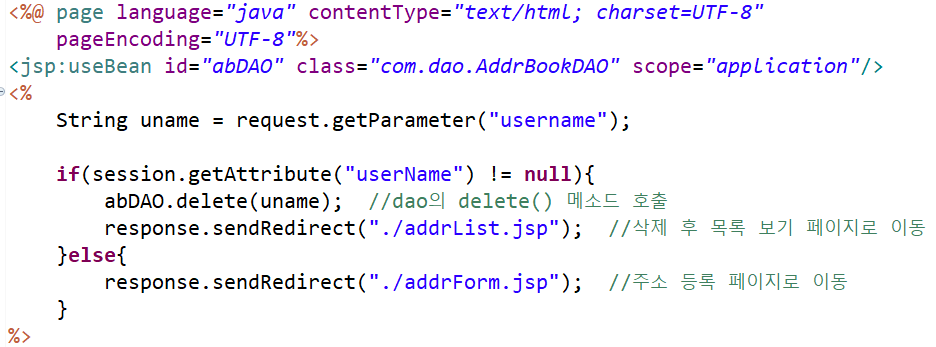 <%@ page language="java" contentType="text/html; charset=UTF-8"
    pageEncoding="UTF-8"%>
<jsp:useBean id="abDAO" class="com.dao.AddrBookDAO" scope="application"/>
<%
    String uname = request.getParameter("username");

    if(session.getAttribute("userName") != null){
        abDAO.delete(uname);  //dao의 delete() 메소드 호출
        response.sendRedirect("./addrList.jsp");  //삭제 후 목록 보기 페이지로 이동
    }else{
        response.sendRedirect("./addrForm.jsp");  //주소 등록 페이지로 이동
    }
%>